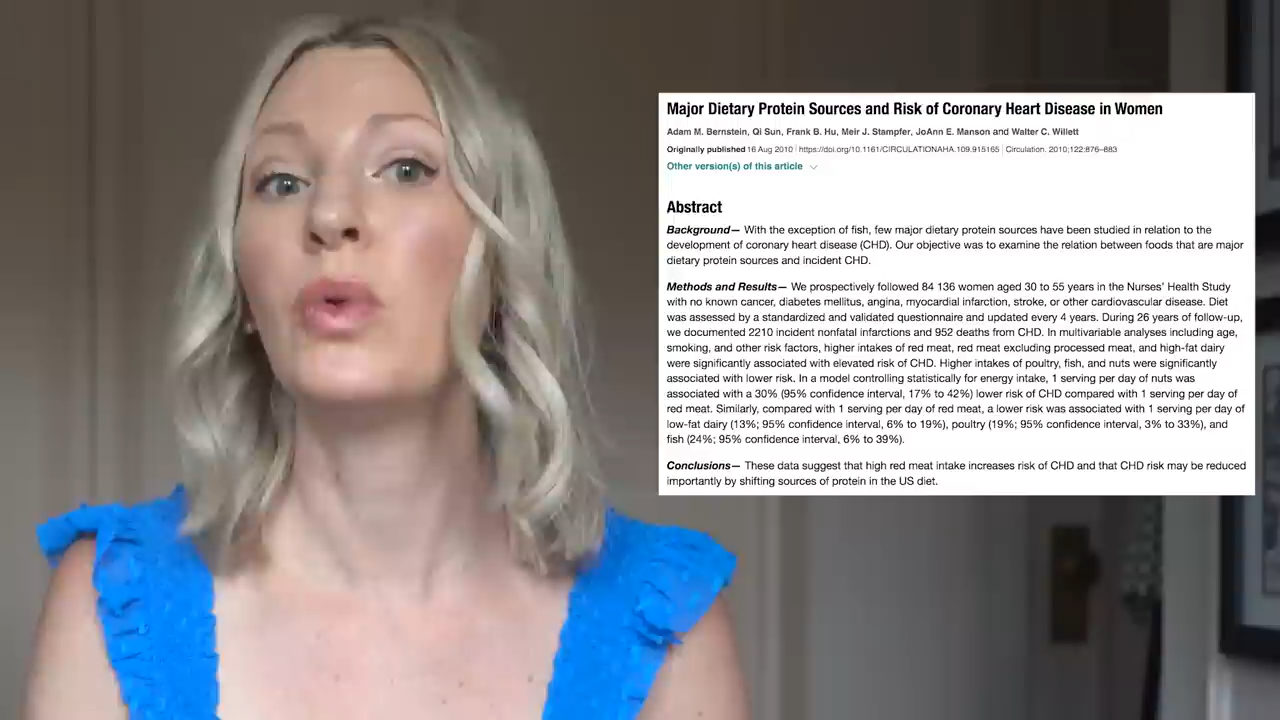 Major Dietary Protein Sources and Risk of Coronary Heart Disease in Women
Adam M. Bernstein, Qi Sun, Frank B. Hu, Meir J. Stampfer, JoAnn E. Manson and Walter C. Willett
Originally published 16 Aug 2010 | https://doi.org/10.1161/CIRCULATIONAHA.109.915165 | Circulation. 2010;122:876–883
Other version(s) of this article
Abstract
Background— With the exception of fish, few major dietary protein sources have been studied in relation to the
development of coronary heart disease (CHD). Our objective was to examine the relation between foods that are major
dietary protein sources and incident CHD.
Methods and Results— We prospectively followed 84 136 women aged 30 to 55 years in the Nurses’ Health Study
with no known cancer, diabetes mellitus, angina, myocardial infarction, stroke, or other cardiovascular disease. Diet
was assessed by a standardized and validated questionnaire and updated every 4 years. During 26 years of follow-up,
we documented 2210 incident nonfatal infarctions and 952 deaths from CHD. In multivariable analyses including age,
smoking, and other risk factors, higher intakes of red meat, red meat excluding processed meat, and high-fat dairy
were significantly associated with elevated risk of CHD. Higher intakes of poultry, fish, and nuts were significantly
associated with lower risk. In a model controlling statistically for energy intake, 1 serving per day of nuts was
associated with a 30% (95% confidence interval, 17% to 42%) lower risk of CHD compared with 1 serving per day of
red meat. Similarly, compared with 1 serving per day of red meat, a lower risk was associated with 1 serving per day of
low-fat dairy (13%; 95% confidence interval, 6% to 19%), poultry (19%; 95% confidence interval, 3% to 33%), and
fish (24%; 95% confidence interval, 6% to 39%).
Conclusions— These data suggest that high red meat intake increases risk of CHD and that CHD risk may be reduced
importantly by shifting sources of protein in the US diet.